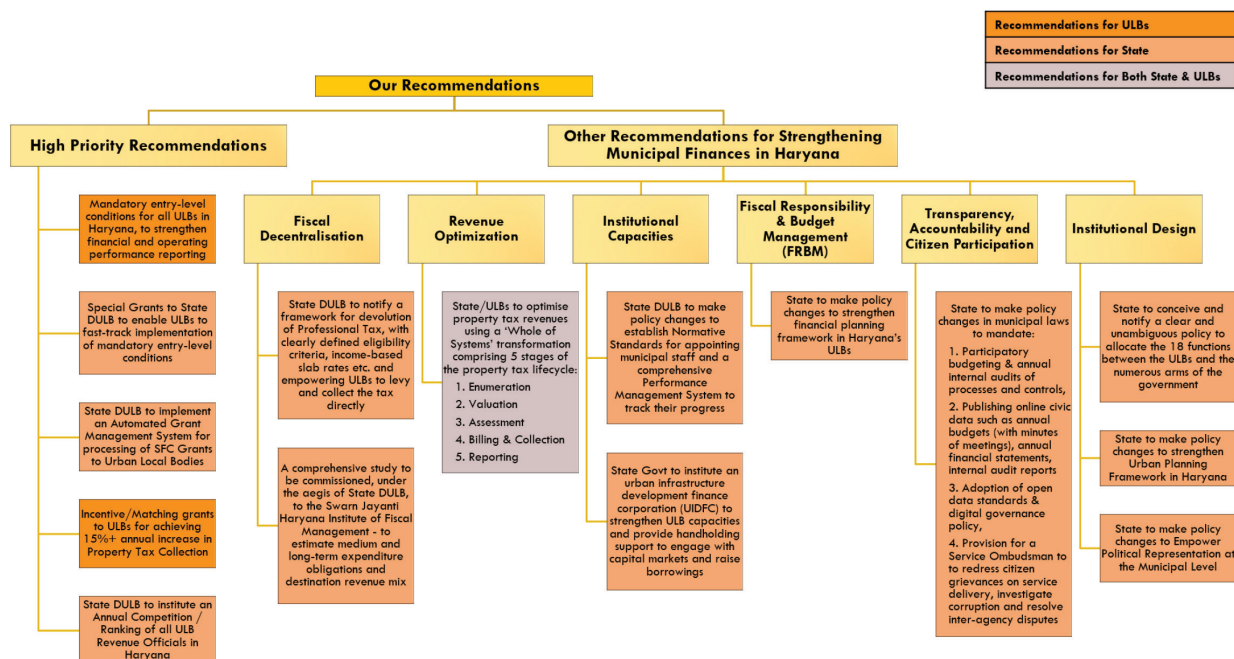 Recommendations for ULBs
Recommendations for State
Recommendations for Both State & ULBs
Our Recommendations
High Priority Recommendations
Other Recommendations for Strengthening
Municipal Finances in Haryana
Mandatory entry-level
conditions for all ULBs in
Haryana, to strengthen
financial and operating
performance reporting
Special Grants to State
DULB to enable ULBs to
fast-track implementation
of mandatory entry-level
conditions
State DULB to implement
an Automated Grant
Management System for
processing of SFC Grants
to Urban Local Bodies
Incentive/Matching grants
to ULBs for achieving
15%+ annual increase in
Property Tax Collection
State DULB to institute an
Annual Competition /
Ranking of all ULB
Revenue Officials in
Haryana
Fiscal
Decentralisation
State DULB to notify a
framework for devolution of
Professional Tax, with
clearly defined eligibility
criteria, income-based
slab rates etc. and
empowering ULBs to levy
and collect the tax
directly
A comprehensive study to
be commissioned, under
the aegis of State DULB,
to the Swarn Jayanti
Haryana Institute of Fiscal
Management - to
estimate medium and
long-term expenditure
obligations and
destination revenue mix
Revenue
Optimization
State/ULBs to optimise
property tax revenues
using a ‘Whole of
Systems’ transformation
comprising 5 stages of
the property tax lifecycle:
1. Enumeration
2. Valuation
3. Assessment
4. Billing & Collection
5. Reporting
Institutional
Capacities
State DULB to make
policy changes to
establish Normative
Standards for appointing
municipal staff and a
comprehensive
Performance
Management System to
track their progress
State Govt to institute an
urban infrastructure
development finance
corporation (UIDFC) to
strengthen ULB capacities
and provide handholding
support to engage with
capital markets and raise
borrowings
Fiscal Responsibility
& Budget
Management
(FRBM)
State to make policy
changes to strengthen
financial planning
framework in Haryana's
ULBs
Transparency,
Accountability and
Citizen Participation
State to make policy
changes in municipal laws
to mandate:
1. Participatory
budgeting & annual
internal audits of
processes and controls,
2. Publishing online civic
data such as annual
budgets (with minutes
of meetings), annual
financial statements,
internal audit reports
3. Adoption of open
data standards &
digital governance
policy,
4. Provision for a
Service Ombudsman to
to redress citizen
grievances on service
delivery, investigate
corruption and resolve
inter-agency disputes
Institutional Design
State to conceive and
notify a clear and
unambiguous policy to
allocate the 18 functions
between the ULBs and the
numerous arms of the
government
State to make policy
changes to strengthen
Urban Planning
Framework in Haryana
State to make policy
changes to Empower
Political Representation at
the Municipal Level